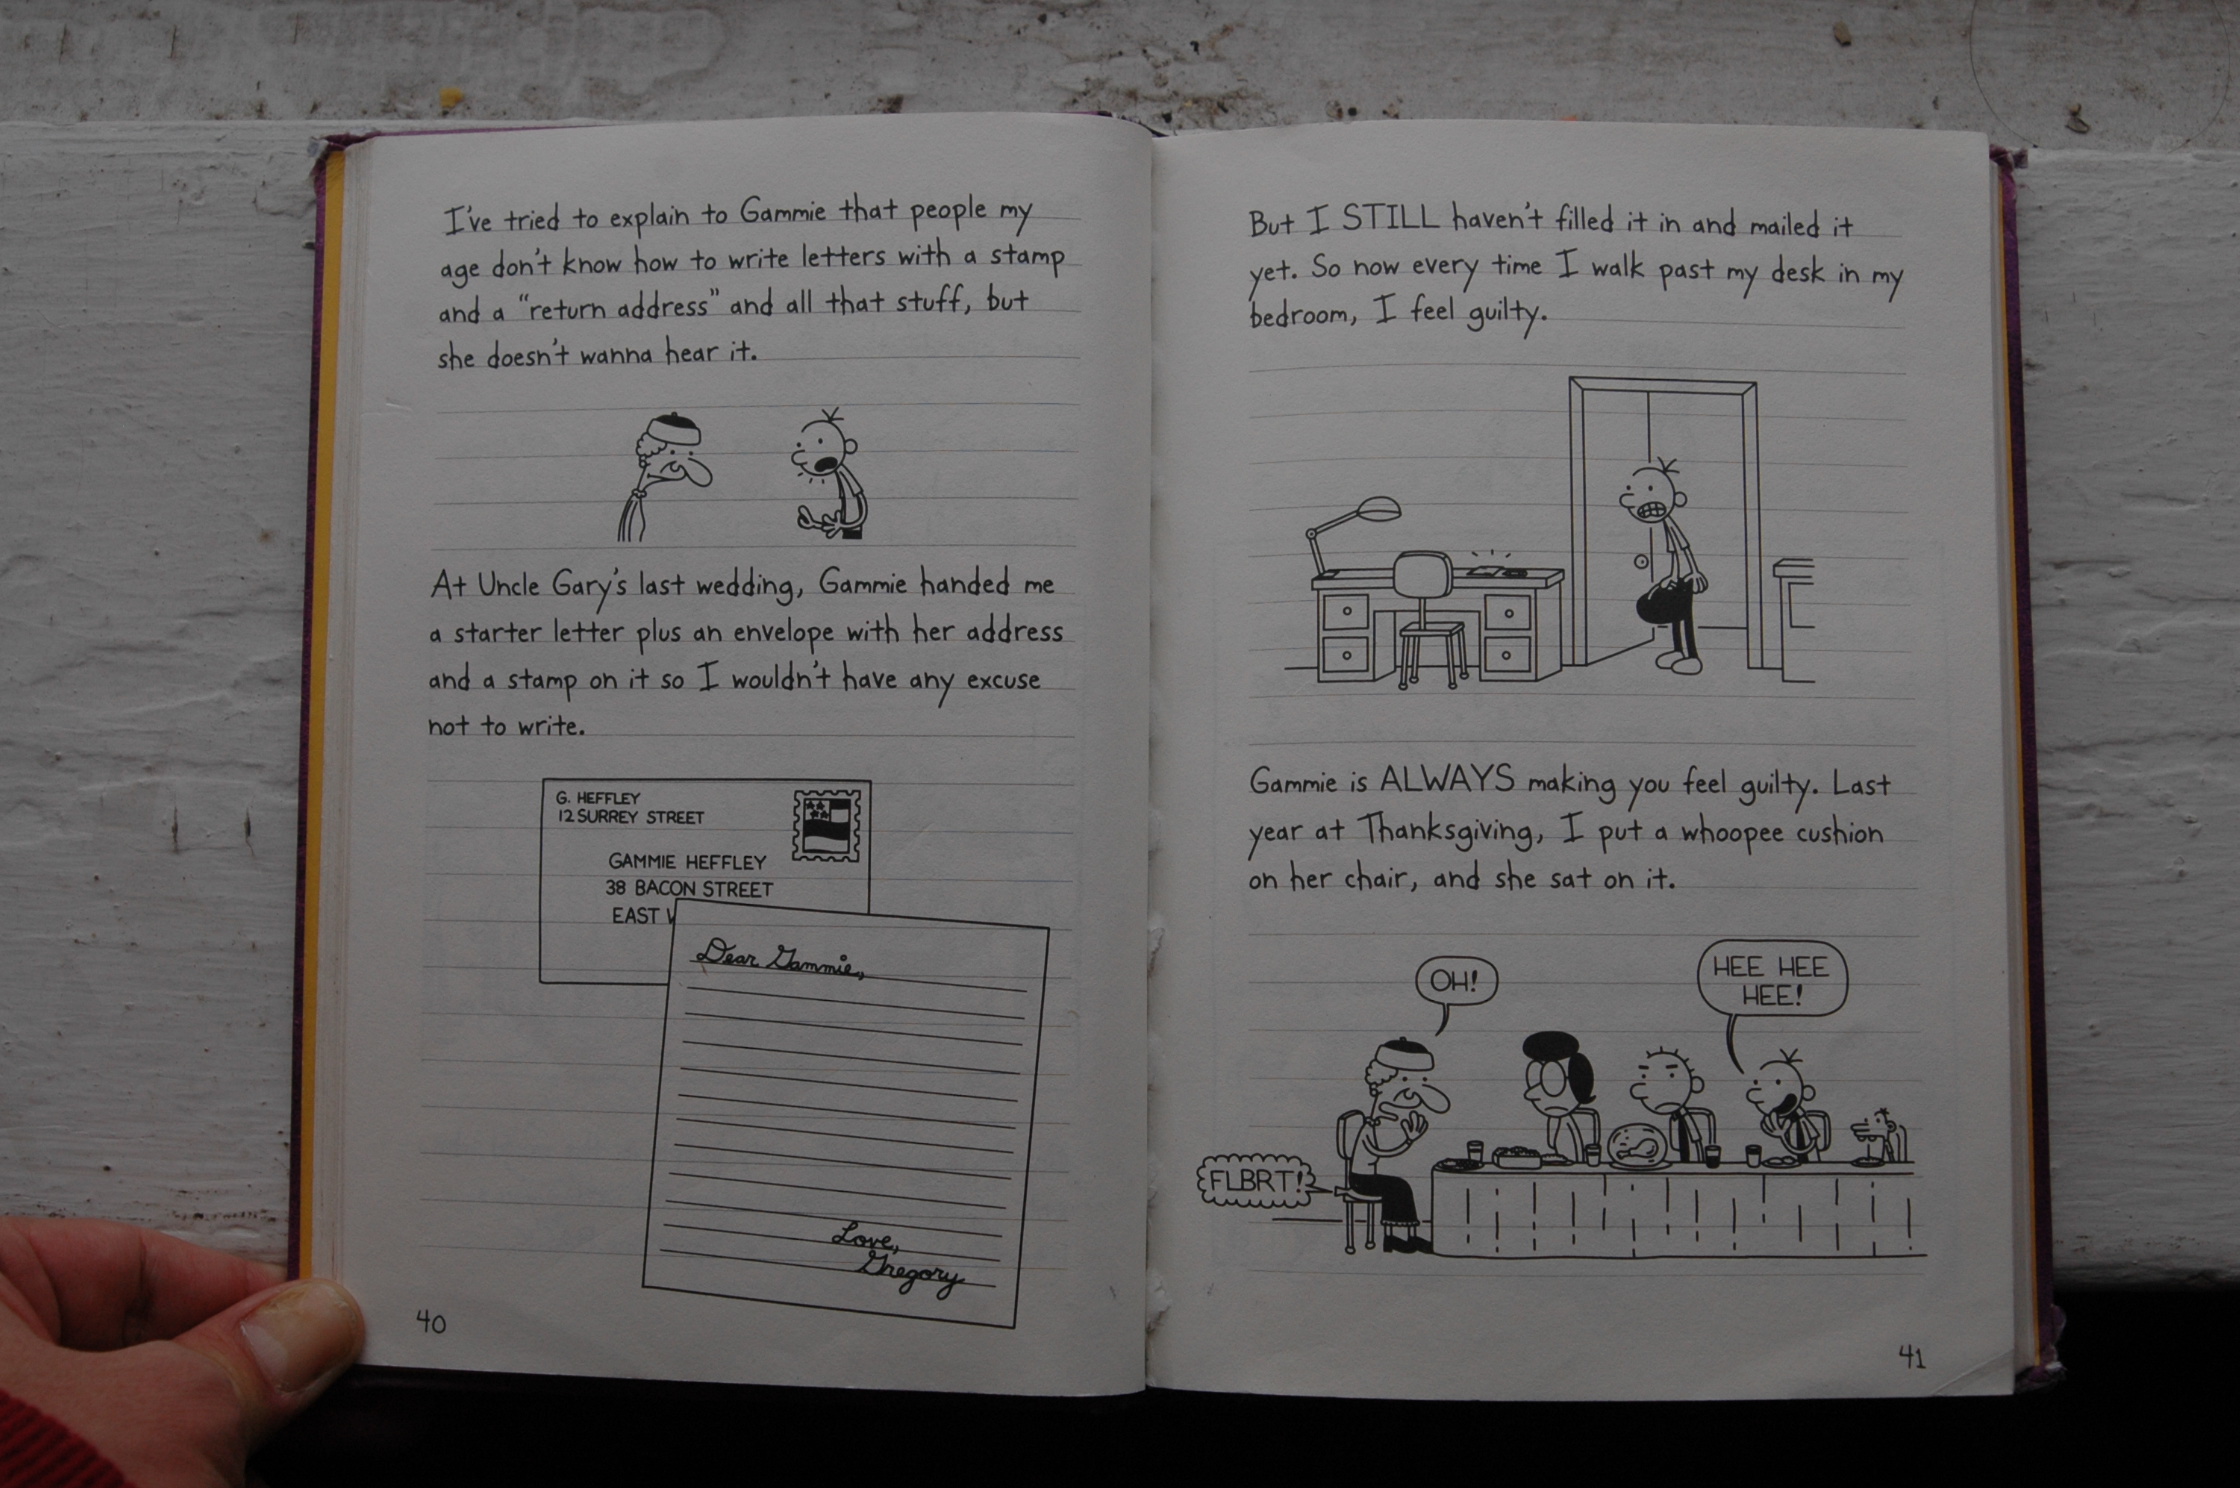 I've tried to explain to Gammie that people my
age don't know how to write letters with a stamp
and a "return address" and all that stuff, but
she doesn't wanna hear it.
At Uncle Gary's last wedding, Gammie handed me
a starter letter plus an envelope with her address
and a stamp on it so I wouldn't have any excuse
not to write.
G. HEFFLEY
12 SURREY STREET
GAMMIE HEFFLEY
38 BACON STREET
EAST
Dear Gammie,
Love,
Gregory
40
But I STILL haven't filled it in and mailed it
yet. So now every time I walk past my desk in my
bedroom, I feel guilty.
Gammie is ALWAYS making you feel guilty. Last
year at Thanksgiving, I put a whoopee cushion
on her chair, and she sat on it.
OH!
HEE HEE
HEE!
FLBRT!
41